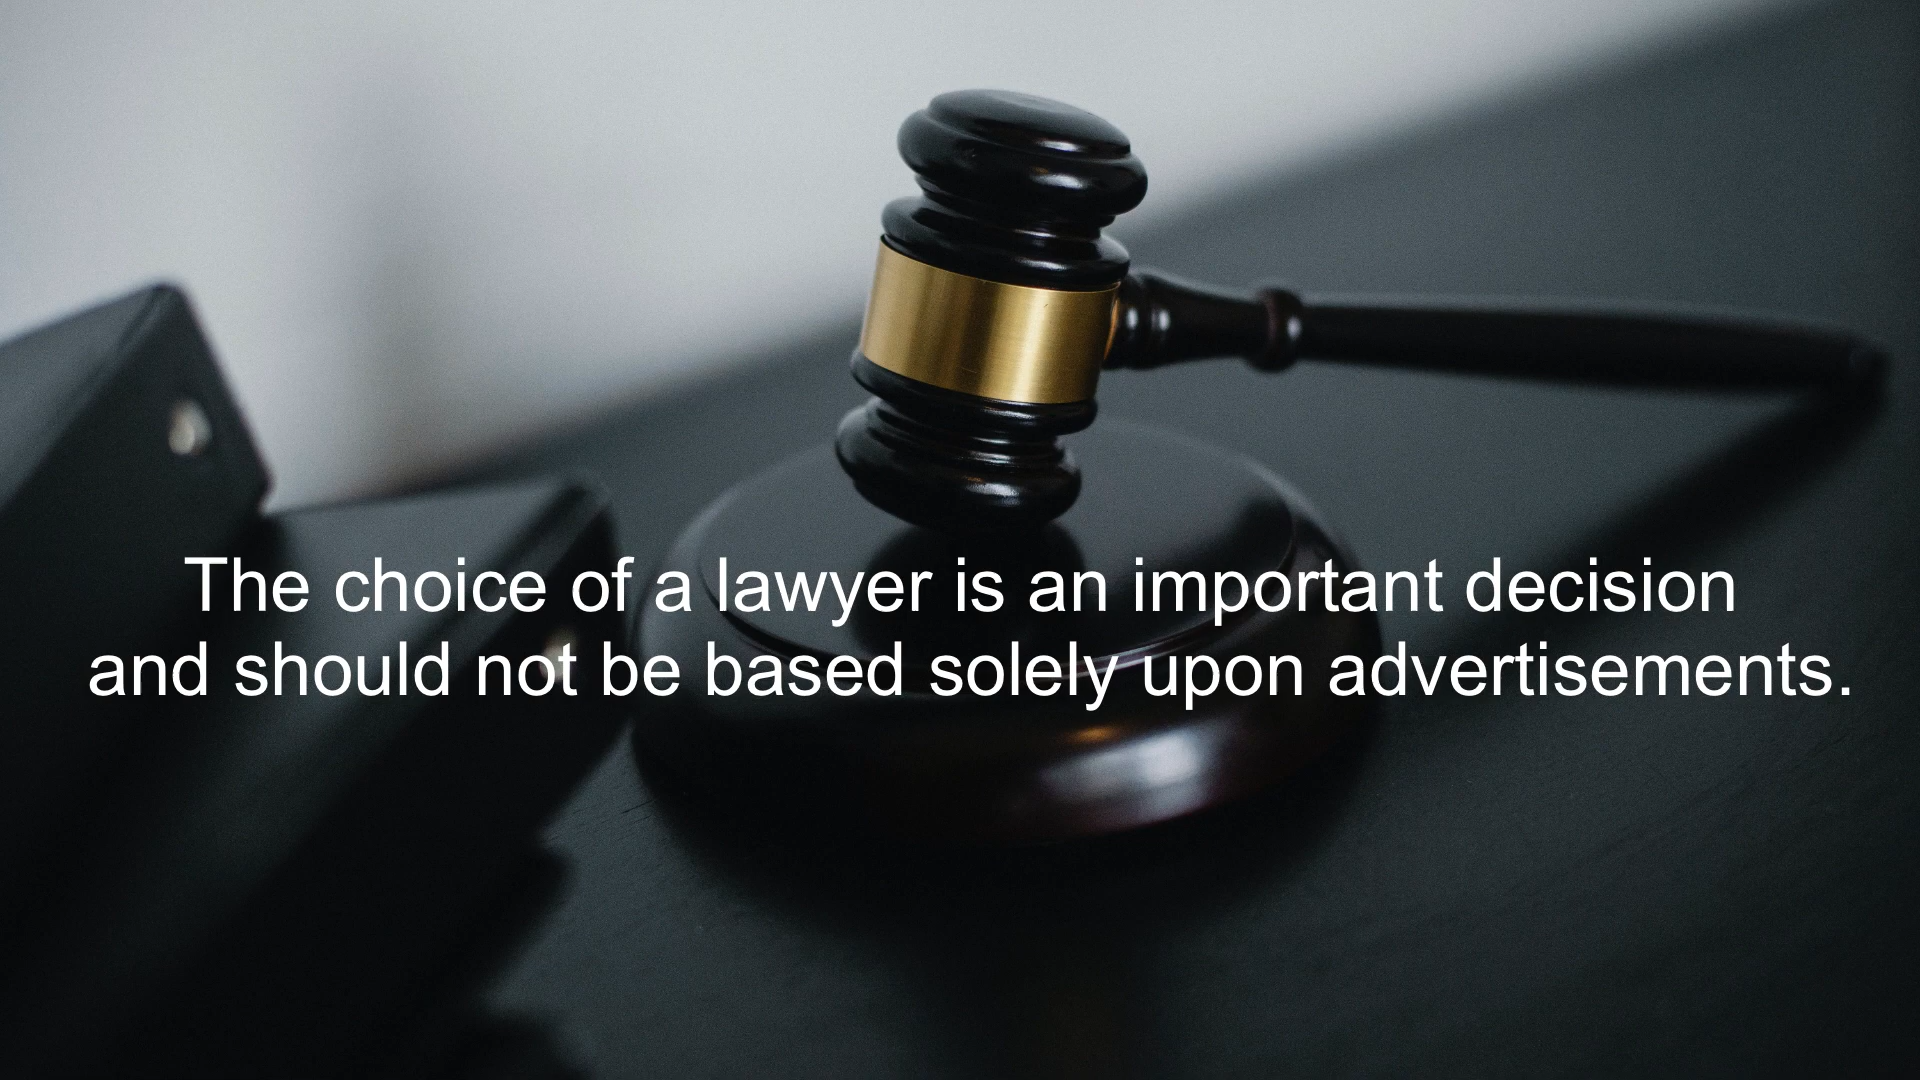 The choice of a lawyer is an important decision
and should not be based solely upon advertisements.